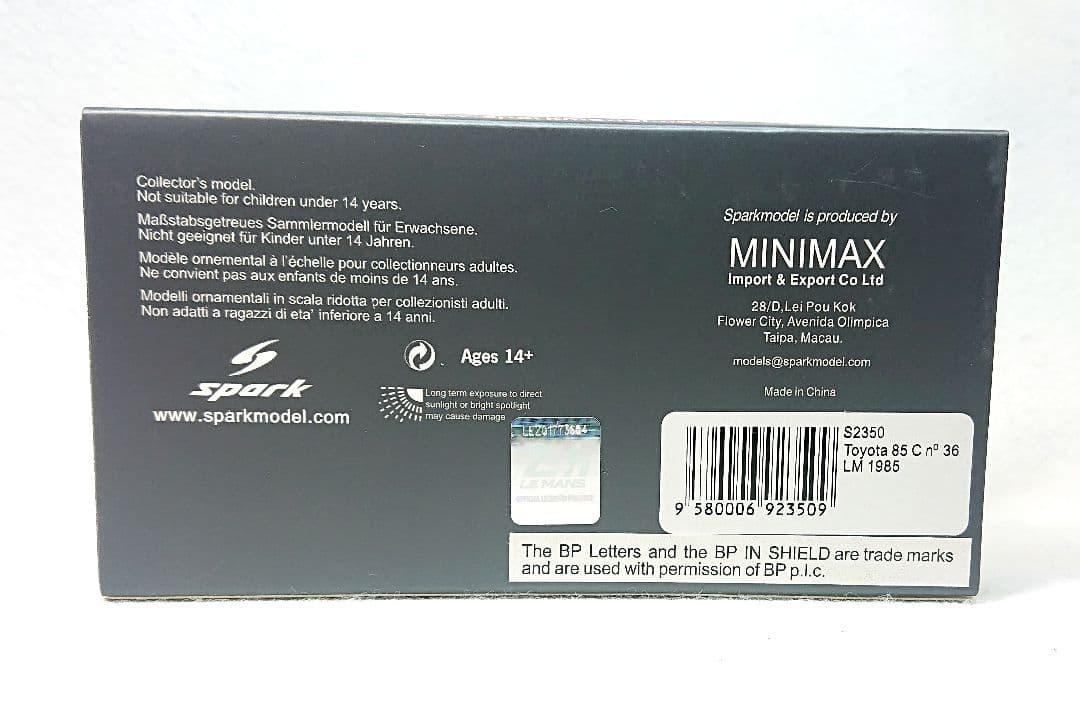 Collector's model.
Not suitable for children under 14 years.
Maßstabsgetreues Sammlermodell für Erwachsene.
Nicht geeignet für Kinder unter 14 Jahren.
Modèle ornemental à l'échelle pour collectionneurs adultes.
Ne convient pas aux enfants de moins de 14 ans.
Modelli ornamentali in scala ridotta per collezionisti adulti.
Non adatti a ragazzi di eta' inferiore a 14 anni.
spark
www.sparkmodel.com
Ages 14+
Long term exposure to direct
sunlight or bright spotlight
may cause damage
Sparkmodel is produced by
MINIMAX
Import & Export Co Ltd
28/D,Lei Pou Kok
Flower City, Avenida Olimpica
Taipa, Macau.
models@sparkmodel.com
Made in China
24h
LE MANS
S2350
Toyota 85 C nº 36
LM 1985
9 580006 923509
The BP Letters and the BP IN SHIELD are trade marks
and are used with permission of BP p.l.c.